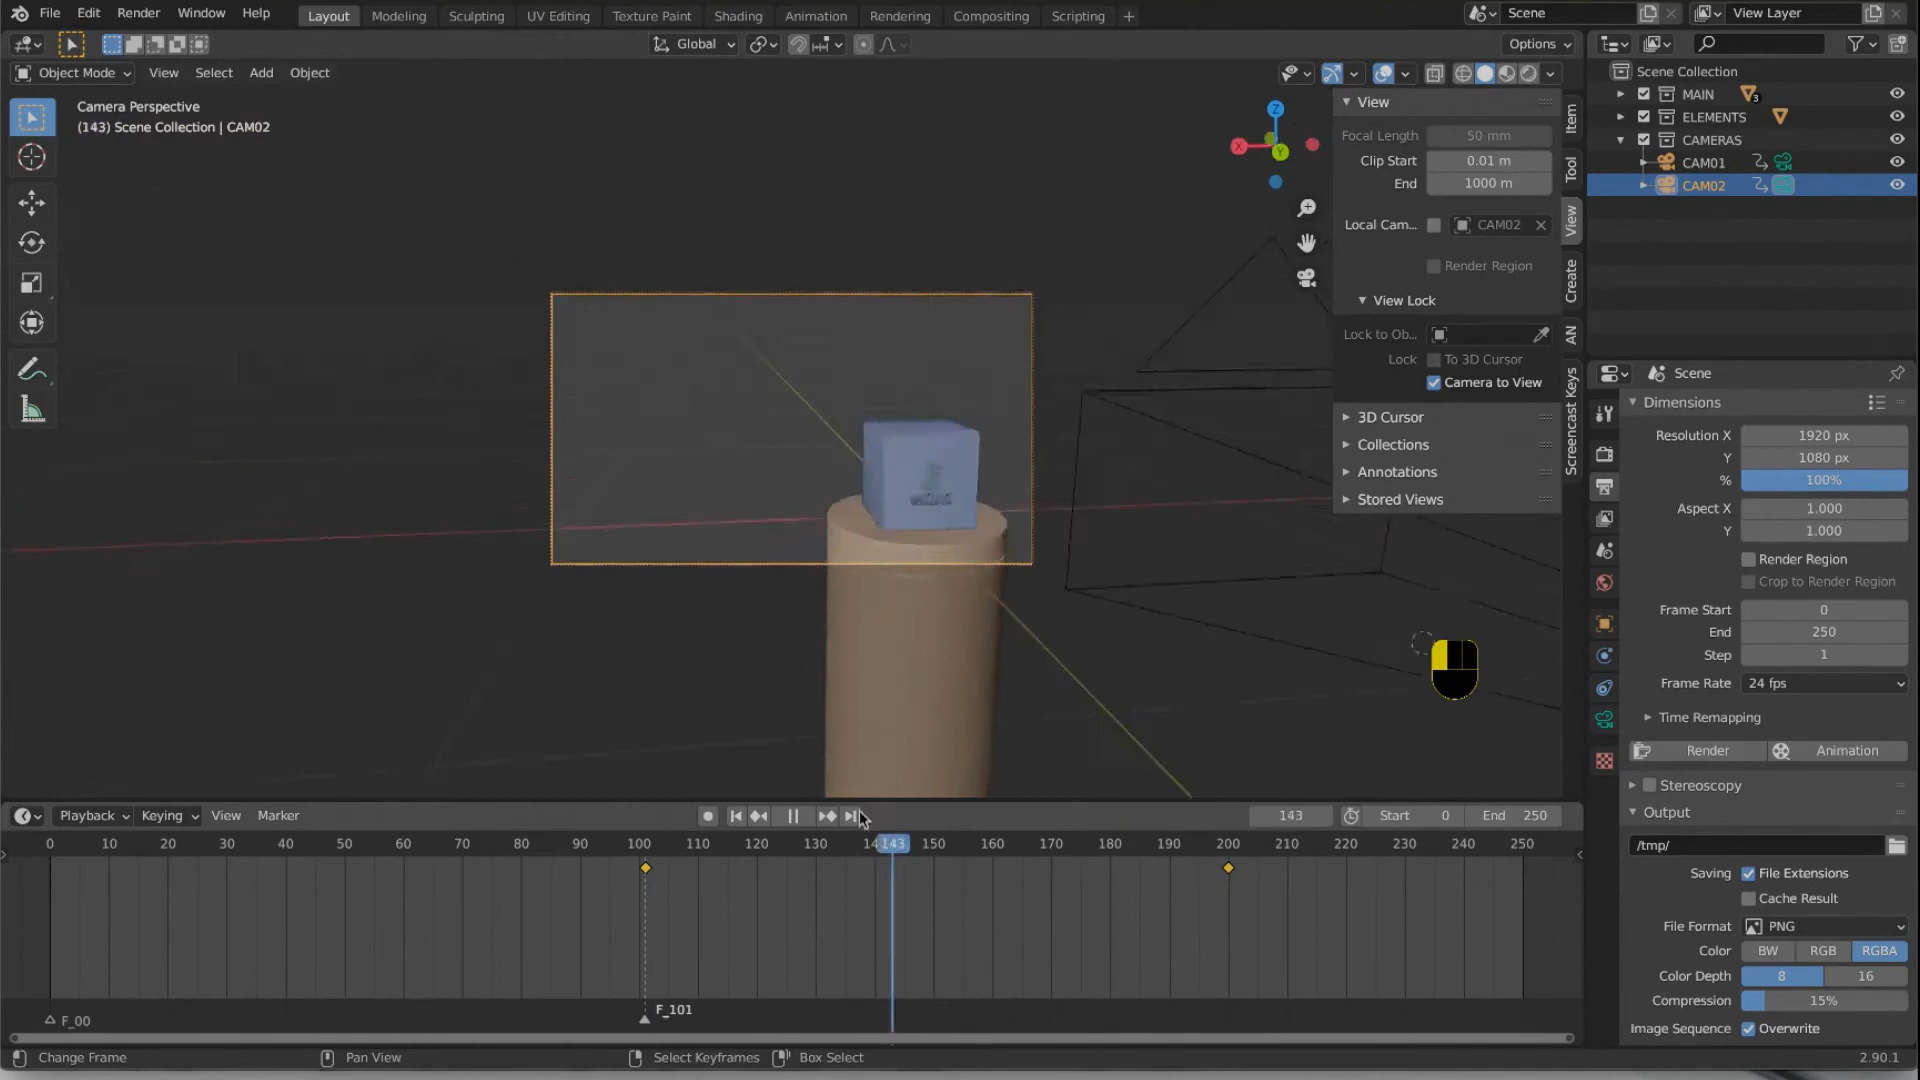 File Edit Render Window Help Layout Modeling Sculpting UV Editing Texture Paint Shading Animation Rendering Compositing Scripting + Scene View Layer
Global Options
Object Mode View Select Add Object
Camera Perspective
(143) Scene Collection | CAM02
Z
X
Y
View
Focal Length 50 mm
Clip Start 0.01 m
End 1000 m
Local Cam... CAM02
Render Region
View Lock
Lock to Ob...
Lock To 3D Cursor
Camera to View
3D Cursor
Collections
Annotations
Stored Views
Item
Tool
View
Create
AN
Screencast Keys
Scene Collection
MAIN 3
ELEMENTS
CAMERAS
CAM01
CAM02
Scene
Dimensions
Resolution X 1920 px
Y 1080 px
% 100%
Aspect X 1.000
Y 1.000
Render Region
Crop to Render Region
Frame Start 0
End 250
Step 1
Frame Rate 24 fps
Time Remapping
Render Animation
Stereoscopy
Output
/tmp/
Saving File Extensions
Cache Result
File Format PNG
Color BW RGB RGBA
Color Depth 8 16
Compression 15%
Image Sequence Overwrite
Playback Keying View Marker 143 Start 0 End 250
0 10 20 30 40 50 60 70 80 90 100 110 120 130 14 143 150 160 170 180 190 200 210 220 230 240 250
F_101
F_00
Change Frame Pan View Select Keyframes Box Select 2.90.1